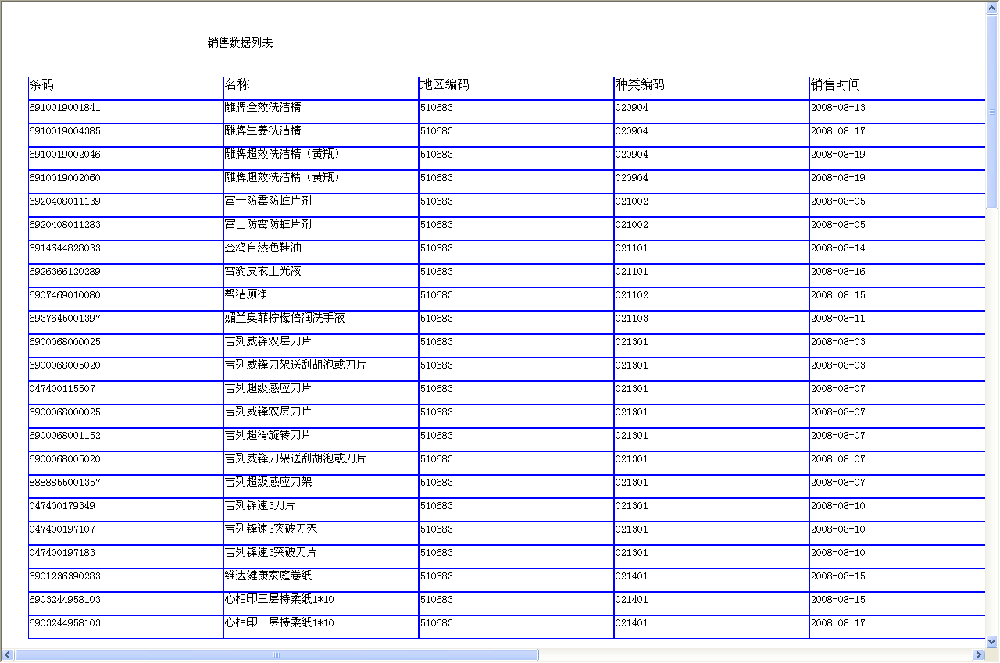 销售数据列表
条码 名称 地区编码 种类编码 销售时间
6910019001841 雕牌全效洗洁精 510683 020904 2008-08-13
6910019004385 雕牌生姜洗洁精 510683 020904 2008-08-17
6910019002046 雕牌超效洗洁精（黄瓶） 510683 020904 2008-08-19
6910019002060 雕牌超效洗洁精（黄瓶） 510683 020904 2008-08-19
6920408011139 富士防霉防蛀片剂 510683 021002 2008-08-05
6920408011283 富士防霉防蛀片剂 510683 021002 2008-08-05
6914644828033 金鸡自然色鞋油 510683 021101 2008-08-14
6926366120289 雪豹皮衣上光液 510683 021101 2008-08-16
6907469010080 帮洁厕净 510683 021102 2008-08-15
6937645001397 媚兰奥菲柠檬倍润洗手液 510683 021103 2008-08-11
6900068000025 吉列威锋双层刀片 510683 021301 2008-08-03
6900068005020 吉列威锋刀架送刮胡泡或刀片 510683 021301 2008-08-03
047400115507 吉列超级感应刀片 510683 021301 2008-08-07
6900068000025 吉列威锋双层刀片 510683 021301 2008-08-07
6900068001152 吉列超滑旋转刀片 510683 021301 2008-08-07
6900068005020 吉列威锋刀架送刮胡泡或刀片 510683 021301 2008-08-07
8888855001357 吉列超级感应刀架 510683 021301 2008-08-07
047400179349 吉列锋速3刀片 510683 021301 2008-08-10
047400197107 吉列锋速3突破刀架 510683 021301 2008-08-10
047400197183 吉列锋速3突破刀片 510683 021301 2008-08-10
6901236390283 维达健康家庭卷纸 510683 021401 2008-08-15
6903244958103 心相印三层特柔纸1*10 510683 021401 2008-08-15
6903244958103 心相印三层特柔纸1*10 510683 021401 2008-08-17